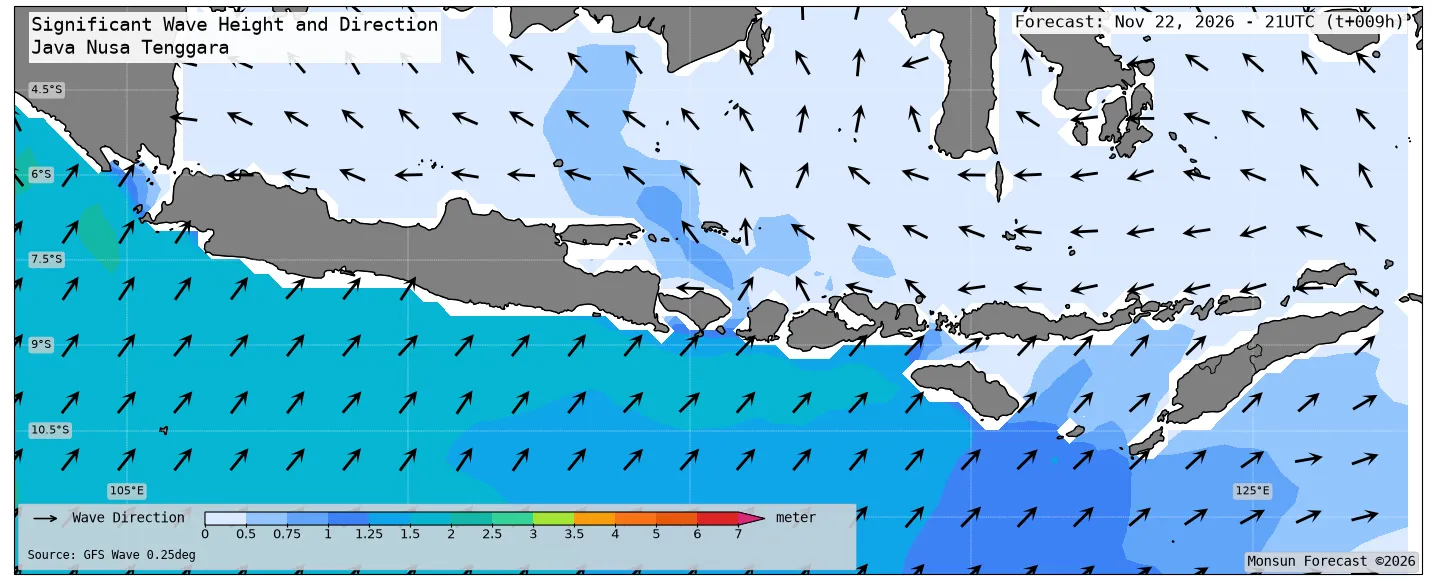 Significant Wave Height and Direction
Java Nusa Tenggara
Forecast: Nov 22, 2026 - 21UTC (t+009h)
4.5°S
6°S
7.5°S
9°S
10.5°S
105°E
125°E
Wave Direction
0 0.5 0.75 1 1.25 1.5 2 2.5 3 3.5 4 5 6 7
meter
Source: GFS Wave 0.25deg
Monsun Forecast ©2026